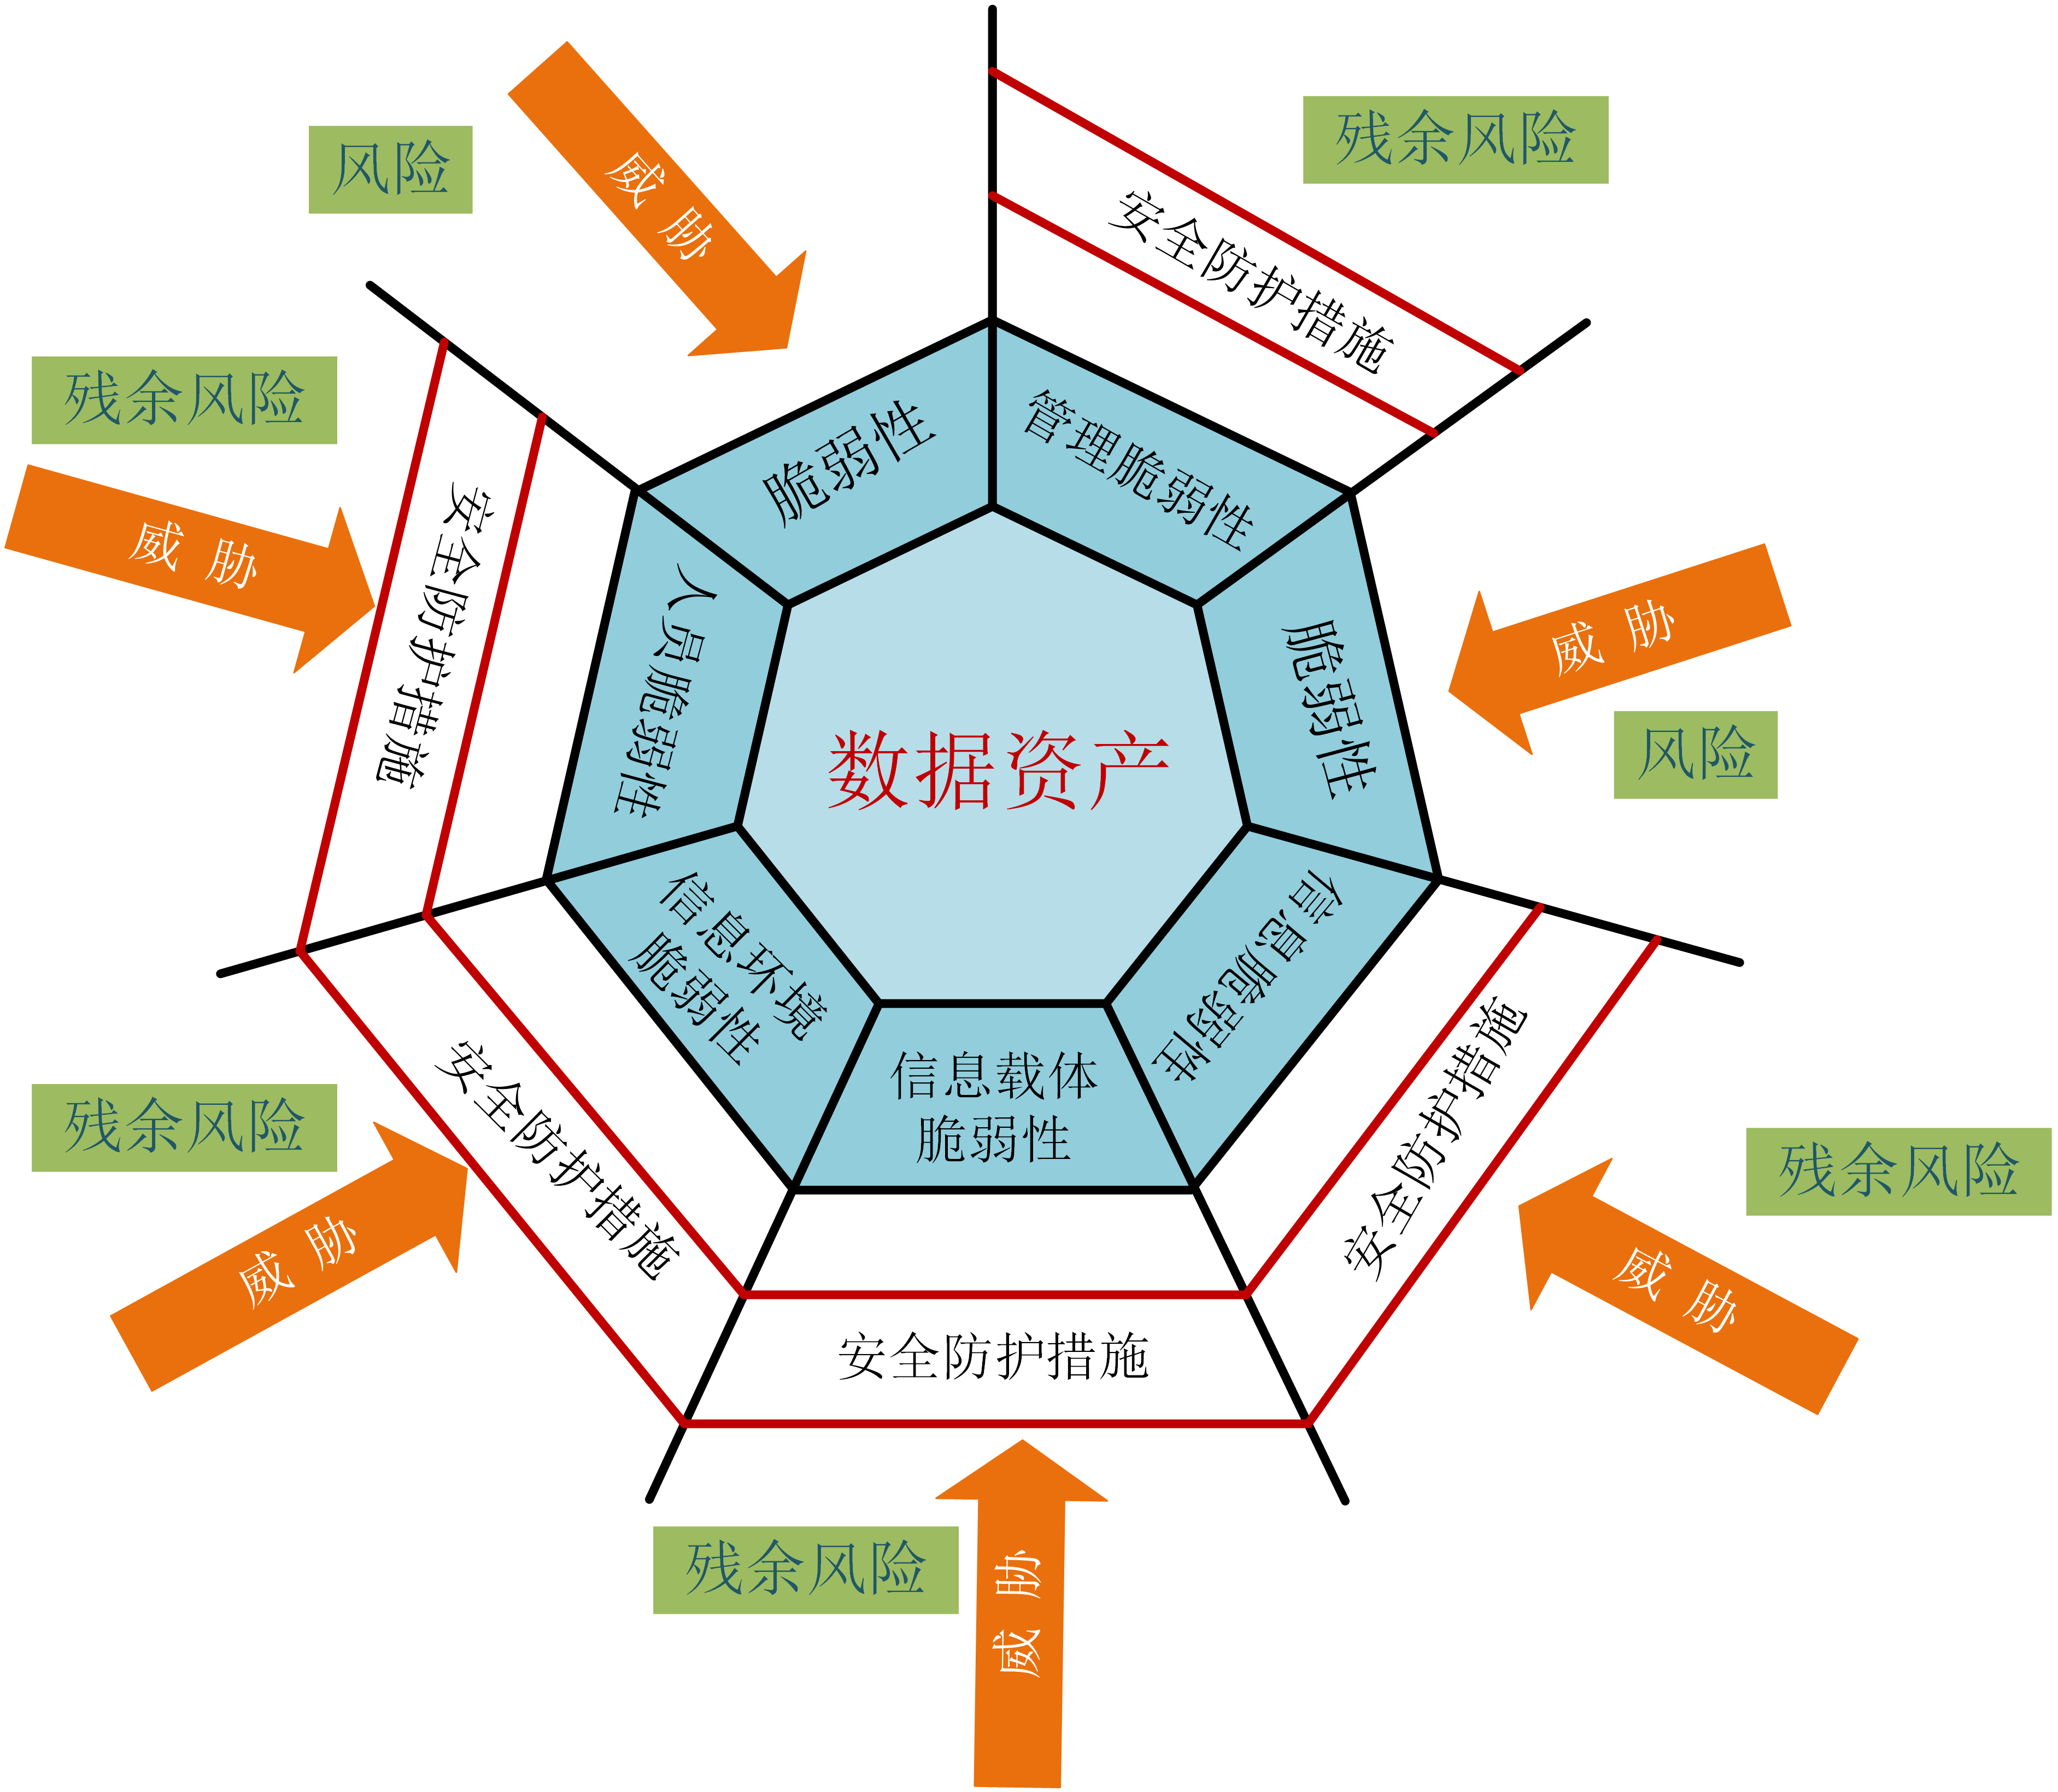 风险
威胁
残余风险
安全防护措施
残余风险
威胁
安全防护措施
脆弱性
管理脆弱性
人员脆弱性
脆弱性
威胁
风险
数据资产
信息环境
脆弱性
信息脆弱性
信息载体
脆弱性
残余风险
威胁
安全防护措施
安全防护措施
残余风险
威胁
安全防护措施
残余风险
威胁